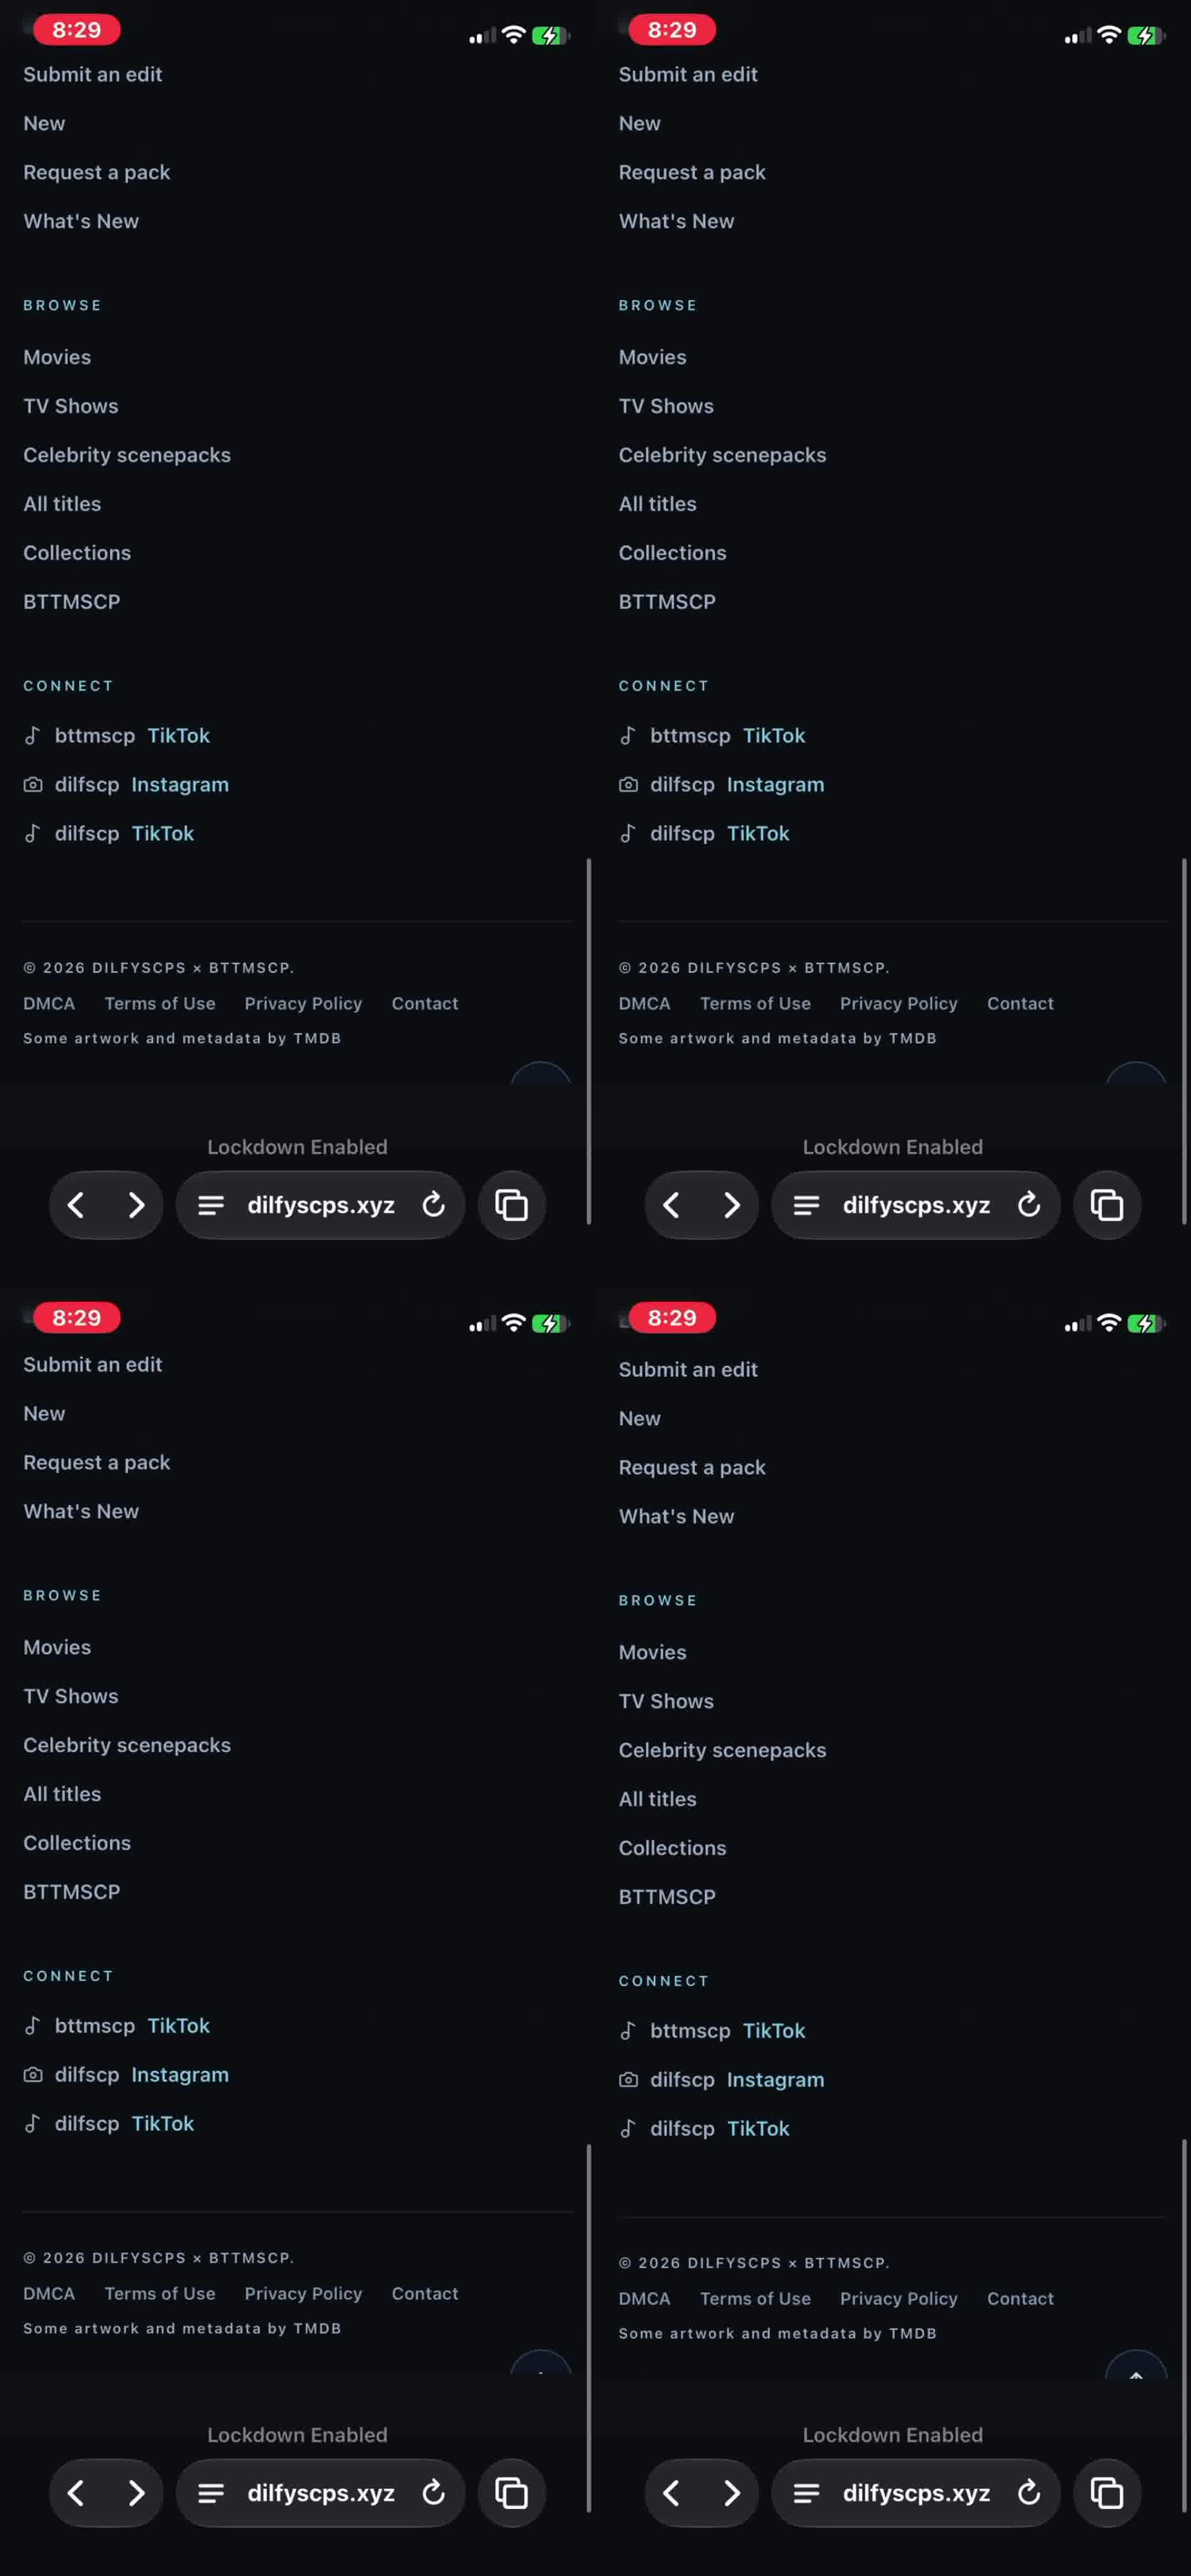 8:29
Submit an edit
New
Request a pack
What's New
BROWSE
Movies
TV Shows
Celebrity scenepacks
All titles
Collections
BTTMSCP
CONNECT
bttmscp TikTok
dilfscp Instagram
dilfscp TikTok
© 2026 DILFYSCPS × BTTMSCP.
DMCA Terms of Use Privacy Policy Contact
Some artwork and metadata by TMDB
Lockdown Enabled
dilfyscps.xyz
8:29
Submit an edit
New
Request a pack
What's New
BROWSE
Movies
TV Shows
Celebrity scenepacks
All titles
Collections
BTTMSCP
CONNECT
bttmscp TikTok
dilfscp Instagram
dilfscp TikTok
© 2026 DILFYSCPS × BTTMSCP.
DMCA Terms of Use Privacy Policy Contact
Some artwork and metadata by TMDB
Lockdown Enabled
dilfyscps.xyz
8:29
Submit an edit
New
Request a pack
What's New
BROWSE
Movies
TV Shows
Celebrity scenepacks
All titles
Collections
BTTMSCP
CONNECT
bttmscp TikTok
dilfscp Instagram
dilfscp TikTok
© 2026 DILFYSCPS × BTTMSCP.
DMCA Terms of Use Privacy Policy Contact
Some artwork and metadata by TMDB
Lockdown Enabled
dilfyscps.xyz
8:29
Submit an edit
New
Request a pack
What's New
BROWSE
Movies
TV Shows
Celebrity scenepacks
All titles
Collections
BTTMSCP
CONNECT
bttmscp TikTok
dilfscp Instagram
dilfscp TikTok
© 2026 DILFYSCPS × BTTMSCP.
DMCA Terms of Use Privacy Policy Contact
Some artwork and metadata by TMDB
Lockdown Enabled
dilfyscps.xyz